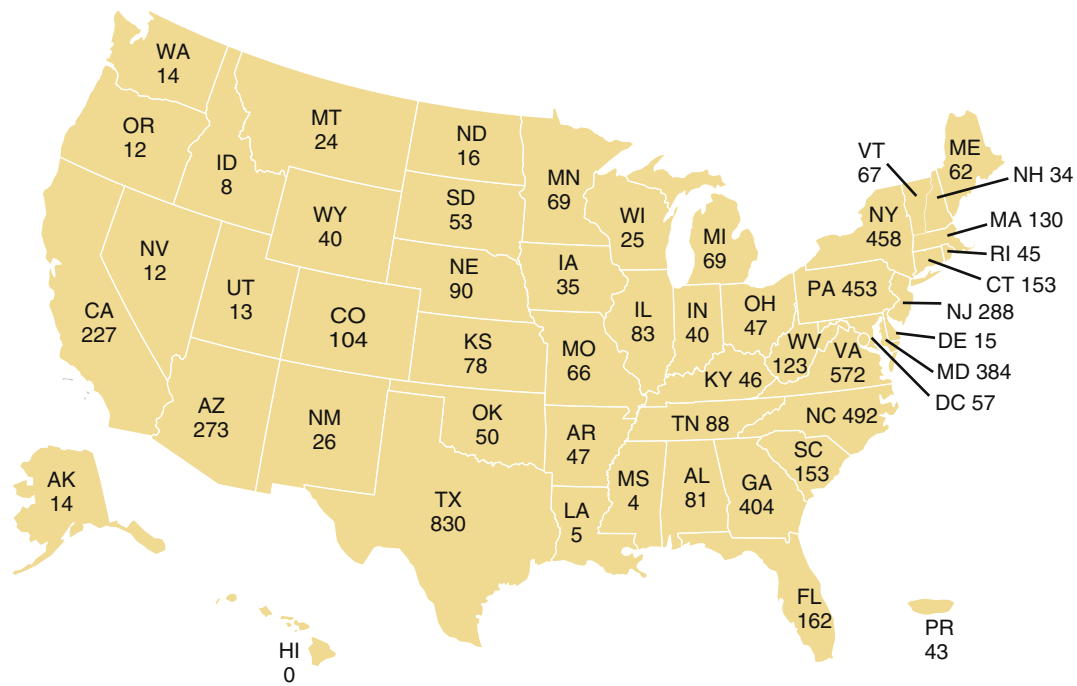 WA
14
OR
12
ID
8
MT
24
ND
16
SD
53
WY
40
NE
90
NV
12
UT
13
CO
104
KS
78
CA
227
AZ
273
NM
26
OK
50
TX
830
MN
69
WI
25
MI
69
IA
35
IL
83
IN
40
OH
47
MO
66
KY 46
WV
123
VA
572
TN 88
NC 492
AR
47
SC
153
MS
4
AL
81
GA
404
LA
5
FL
162
PA 453
NY
458
VT
67
ME
62
NH 34
MA 130
RI 45
CT 153
NJ 288
DE 15
MD 384
DC 57
AK
14
HI
0
PR
43